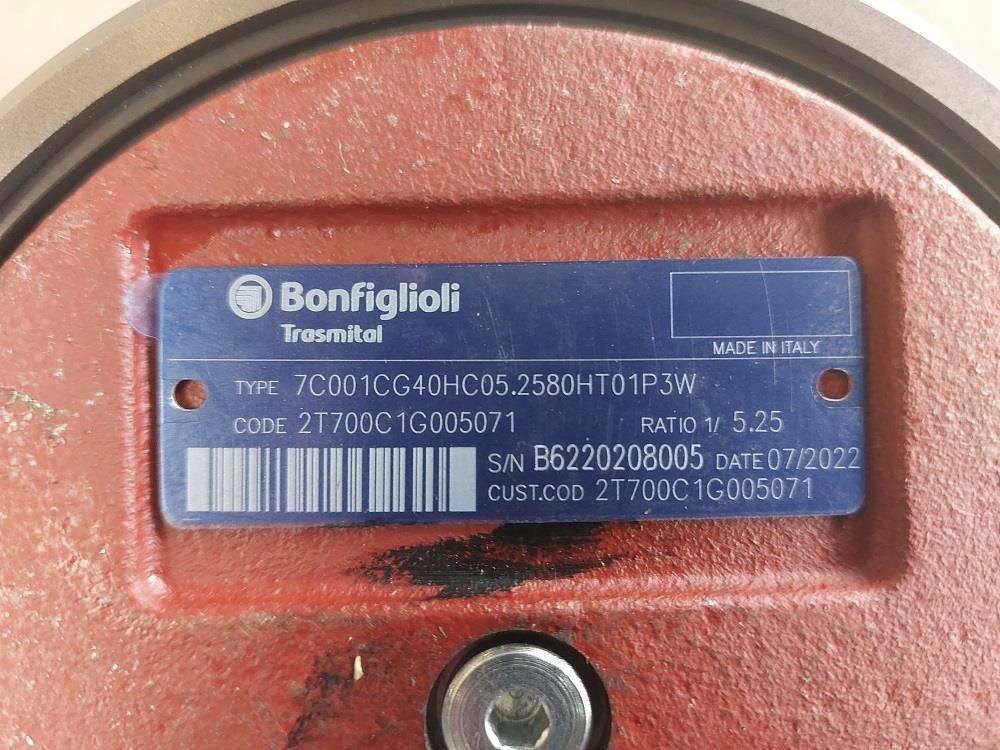 Bonfiglioli
Trasmital
MADE IN ITALY
TYPE 7C001CG40HC05.2580HT01P3W
CODE 2T700C1G005071 RATIO 1/ 5.25
S/N B6220208005 DATE 07/2022
CUST.COD 2T700C1G005071